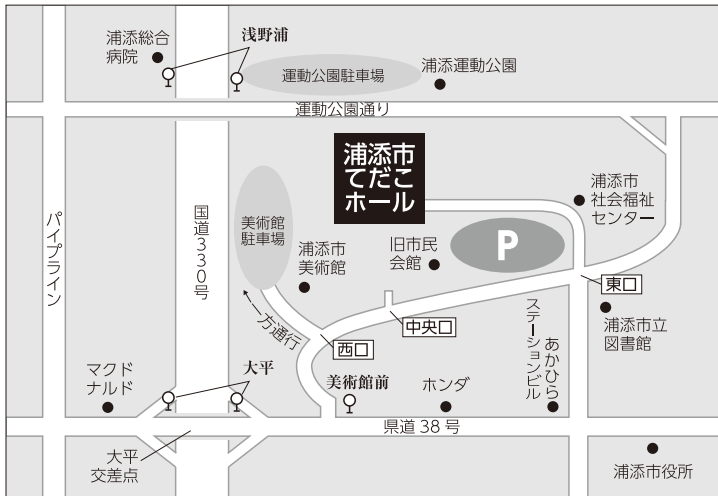 浦添総合
病院
浅野浦
運動公園駐車場
浦添運動公園
運動公園通り
浦添市
てだこ
ホール
浦添市
社会福祉
センター
パイプライン
国道330号
美術館
駐車場
浦添市
美術館
旧市民
会館
P
東口
浦添市立
図書館
一方通行
西口
中央口
あかひら
ステーションビル
マクド
ナルド
大平
美術館前
ホンダ
県道38号
大平
交差点
浦添市役所